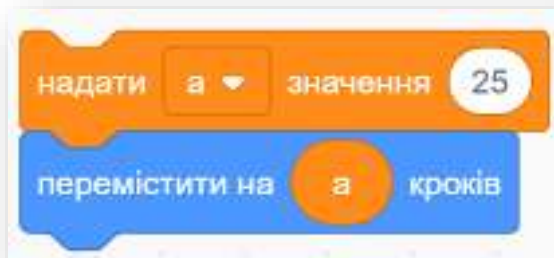 надати а значення 25
перемістити на а кроків